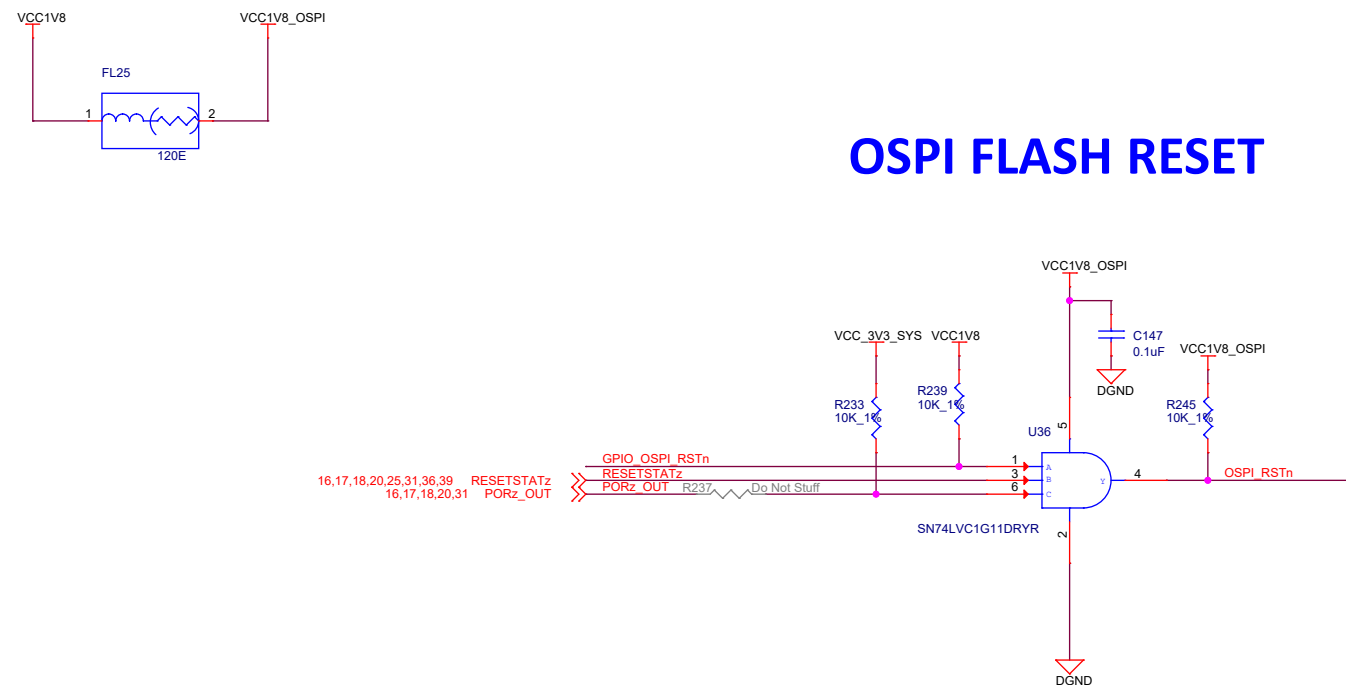 VCC1V8 VCC1V8_OSPI
FL25
1 2
120E
OSPI FLASH RESET
VCC1V8_OSPI
VCC_3V3_SYS VCC1V8
C147
0.1uF
VCC1V8_OSPI
DGND
R239
10K_1%
R233
10K_1%
R245
10K_1%
5
U36
GPIO_OSPI_RSTn 1 A
16,17,18,20,25,31,36,39 RESETSTATz RESETSTATz 3 B Y 4 OSPI_RSTn
16,17,18,20,31 PORz_OUT PORz_OUT R237 Do Not Stuff 6 C
SN74LVC1G11DRYR
2
DGND